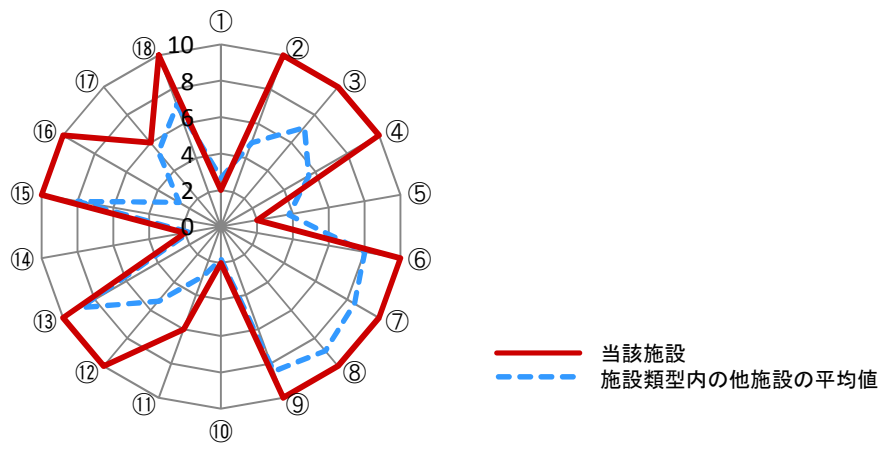 ①
⑱ 10 ②
⑰ 8 ③
⑯ 6 ④
4
⑮ 2 ⑤
0
⑭ ⑥
⑬ ⑦
⑫ ⑧
⑪ ⑨
⑩
当該施設
施設類型内の他施設の平均値